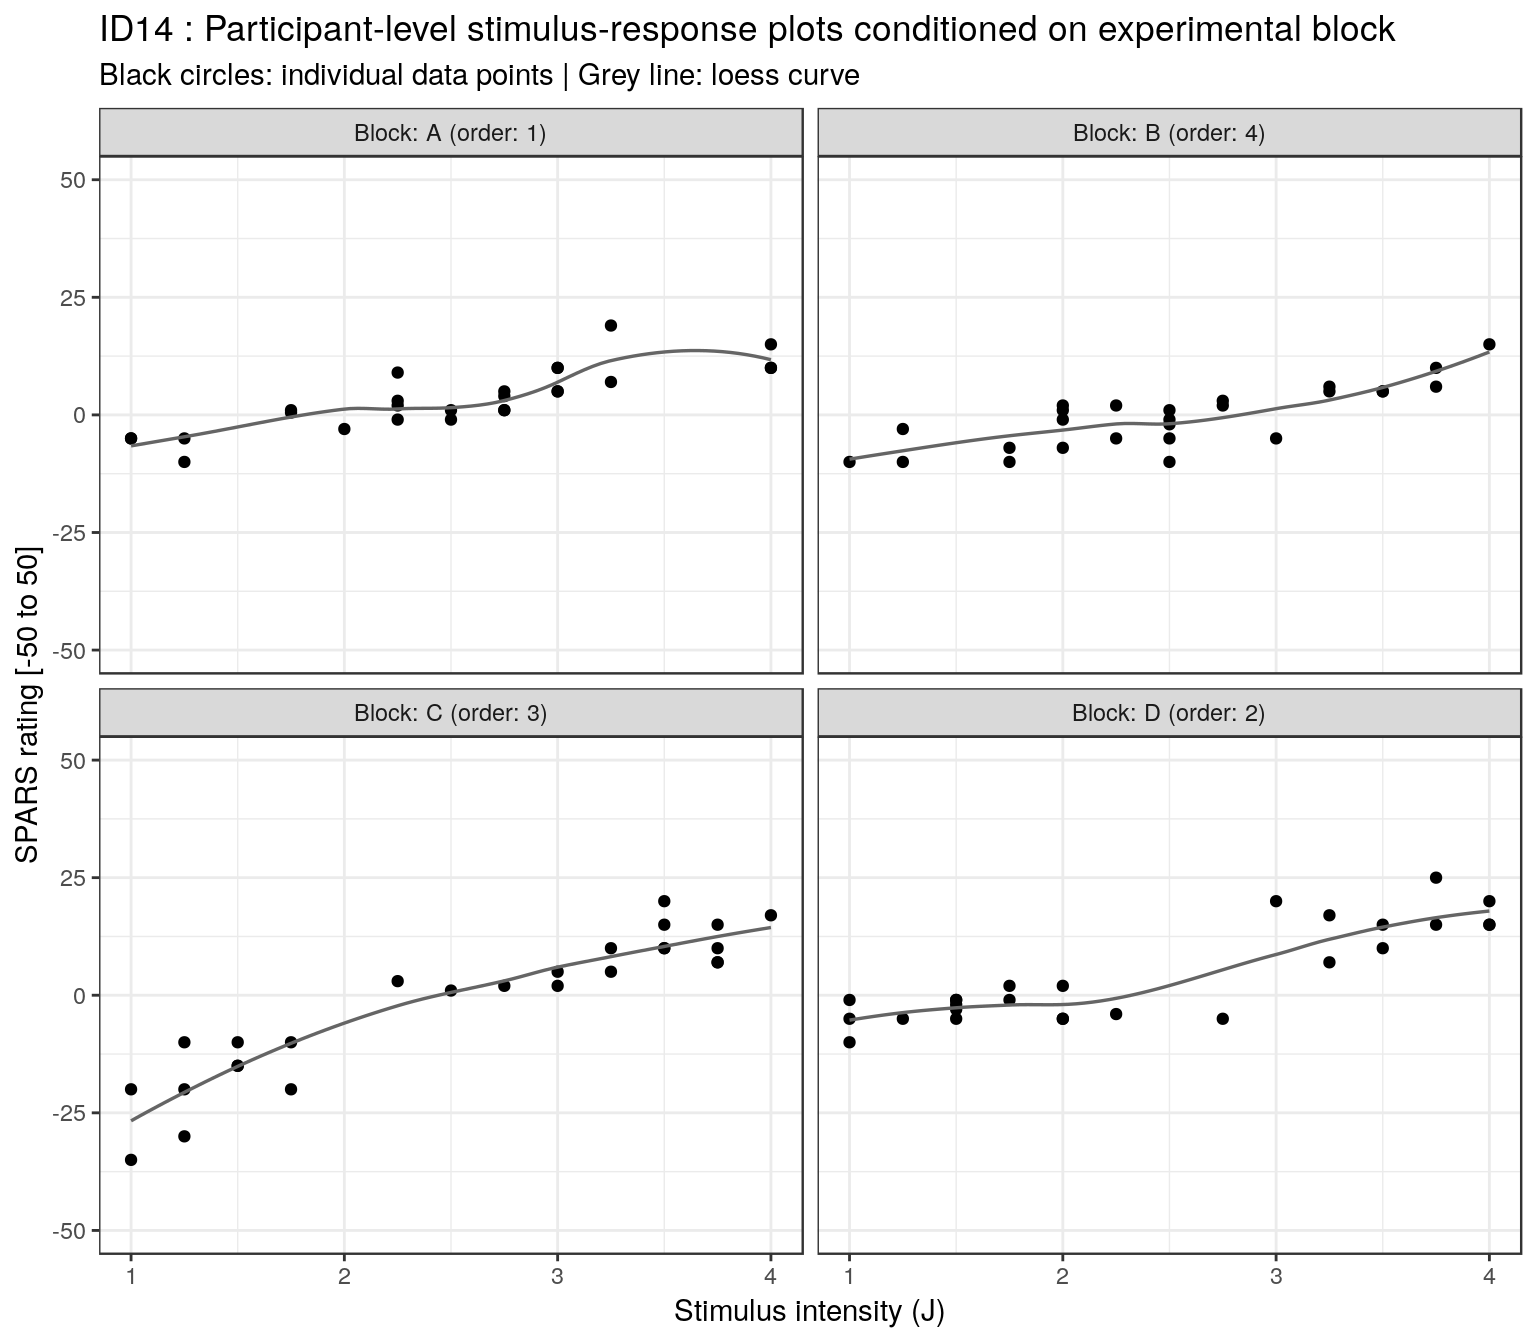 ID14 : Participant-level stimulus-response plots conditioned on experimental block
Black circles: individual data points | Grey line: loess curve
Block: A (order: 1)
Block: B (order: 4)
50
25
0
-25
-50
Block: C (order: 3)
Block: D (order: 2)
50
25
0
-25
-50
SPARS rating [-50 to 50]
1 2 3 4
1 2 3 4
Stimulus intensity (J)